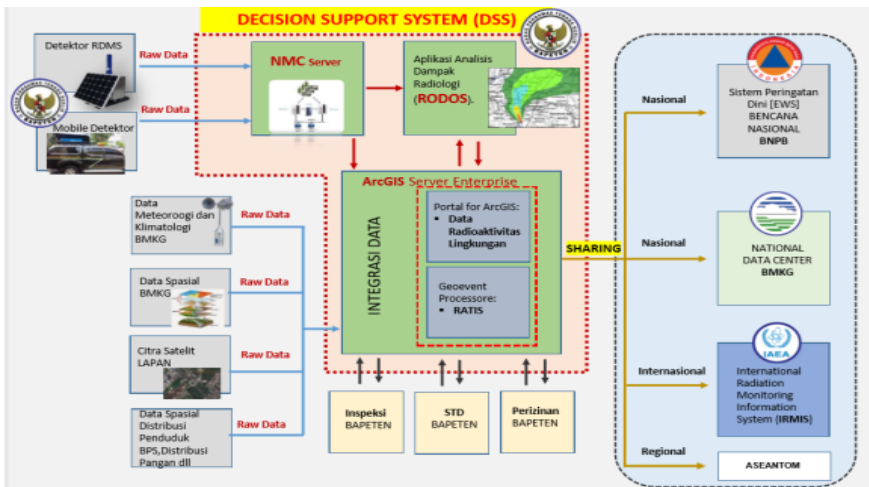 DECISION SUPPORT SYSTEM (DSS)
Detektor RDMS
Raw Data
NMC Server
Aplikasi Analisis
Dampak
Radiologi
(RODOS).
BAPETEN
BAPETEN
Raw Data
Mobile Detektor
INDONESIA
Nasional
Sistem Peringatan
Dini [EWS]
BENCANA
NASIONAL
BNPB
ArcGIS Server Enterprise
INTEGRASI DATA
Portal for ArcGIS:
• Data
Radioaktivitas
Lingkungan
Geoevent
Processore:
• RATIS
Data
Meteoroogi dan
Klimatologi
BMKG
Raw Data
Data Spasial
BMKG
Raw Data
Citra Satelit
LAPAN
Raw Data
Data Spasial
Distribusi
Penduduk
BPS,Distribusi
Pangan dll
Raw Data
SHARING
Nasional
NATIONAL
DATA CENTER
BMKG
IAEA
Internasional
International
Radiation
Monitoring
Information
System (IRMIS)
Regional
ASEANTOM
Inspeksi
BAPETEN
STD
BAPETEN
Perizinan
BAPETEN